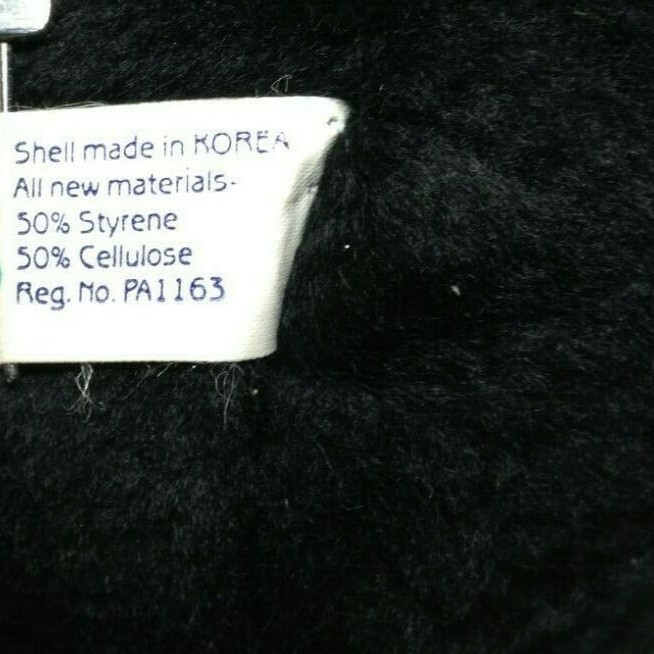 Shell made in KOREA
All new materials-
50% Styrene
50% Cellulose
Reg. No. PA1163